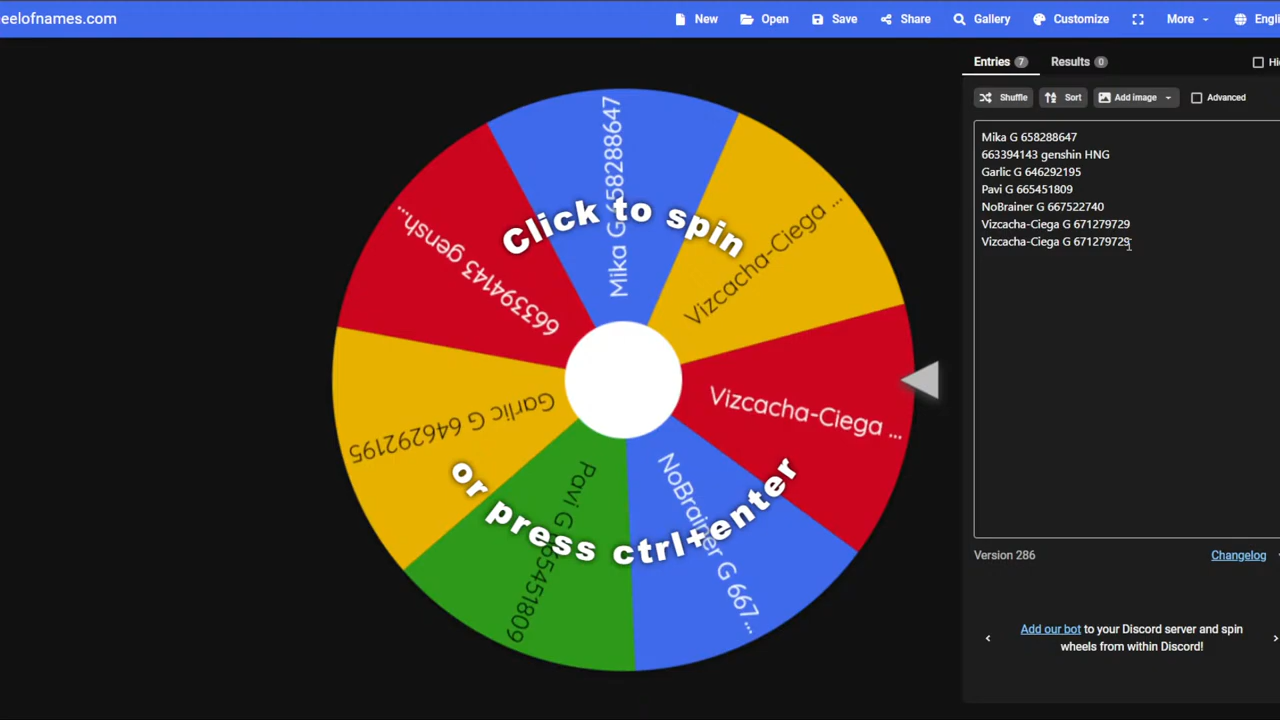 eelofnames.com
New
Open
Save
Share
Gallery
Customize
More
Engli
Entries 7
Results 0
Hi
Shuffle
Sort
Add image
Advanced
Mika G 658288647
663394143 genshin HNG
Garlic G 646292195
Pavi G 665451809
NoBrainer G 667522740
Vizcacha-Ciega G 671279729
Vizcacha-Ciega G 671279729
Mika G 658288647
Vizcacha-Ciega ...
Vizcacha-Ciega ...
NoBrainer G 667...
Pavi G 665451809
Garlic G 646292195
663394143 gensh...
Click to spin
or press ctrl+enter
Version 286
Changelog
Add our bot to your Discord server and spin
wheels from within Discord!